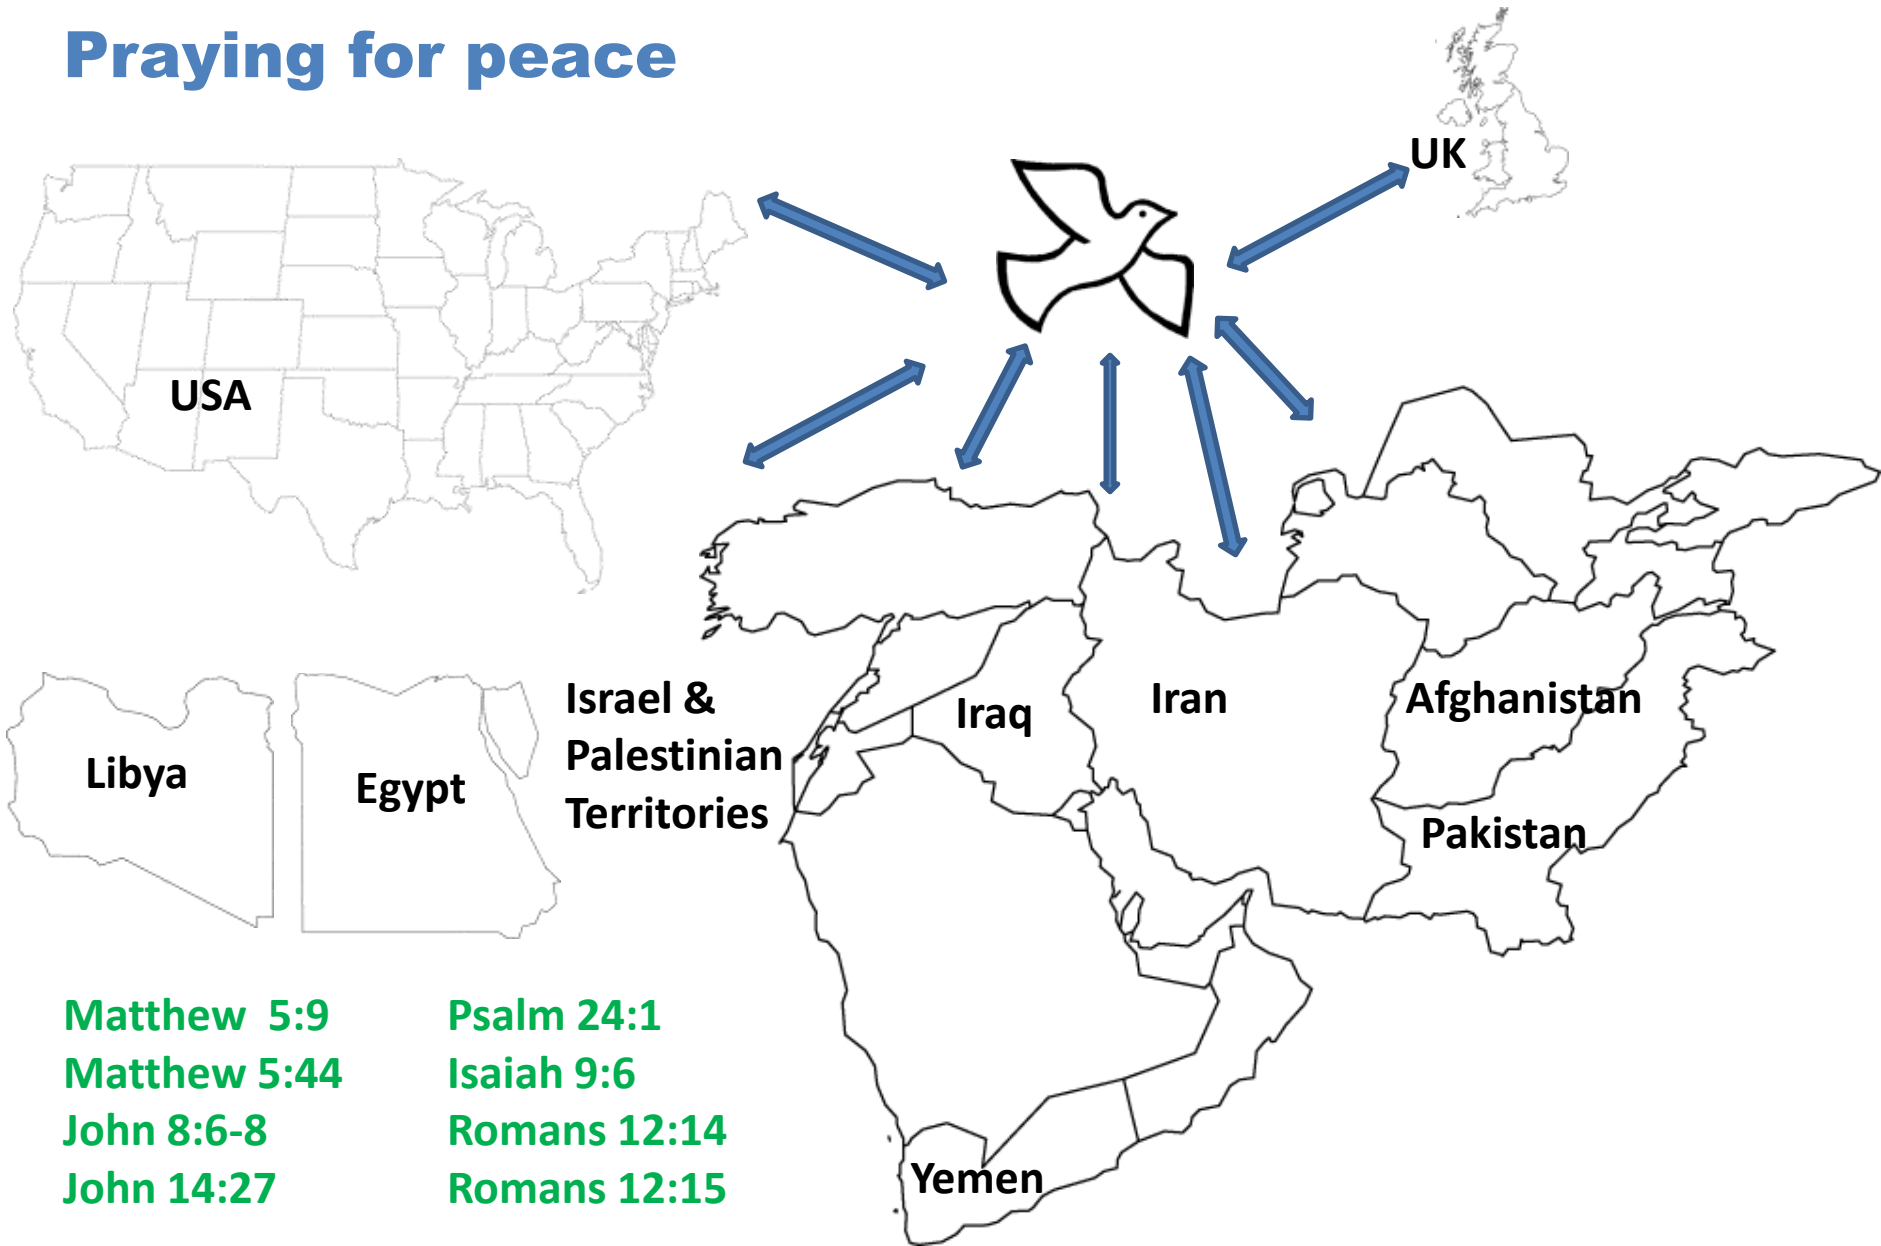 Praying for peace
UK
USA
Israel &
Palestinian
Territories
Iraq
Iran
Afghanistan
Libya
Egypt
Pakistan
Matthew  5:9
Matthew 5:44
John 8:6-8
John 14:27
Psalm 24:1
Isaiah 9:6
Romans 12:14
Romans 12:15
Yemen